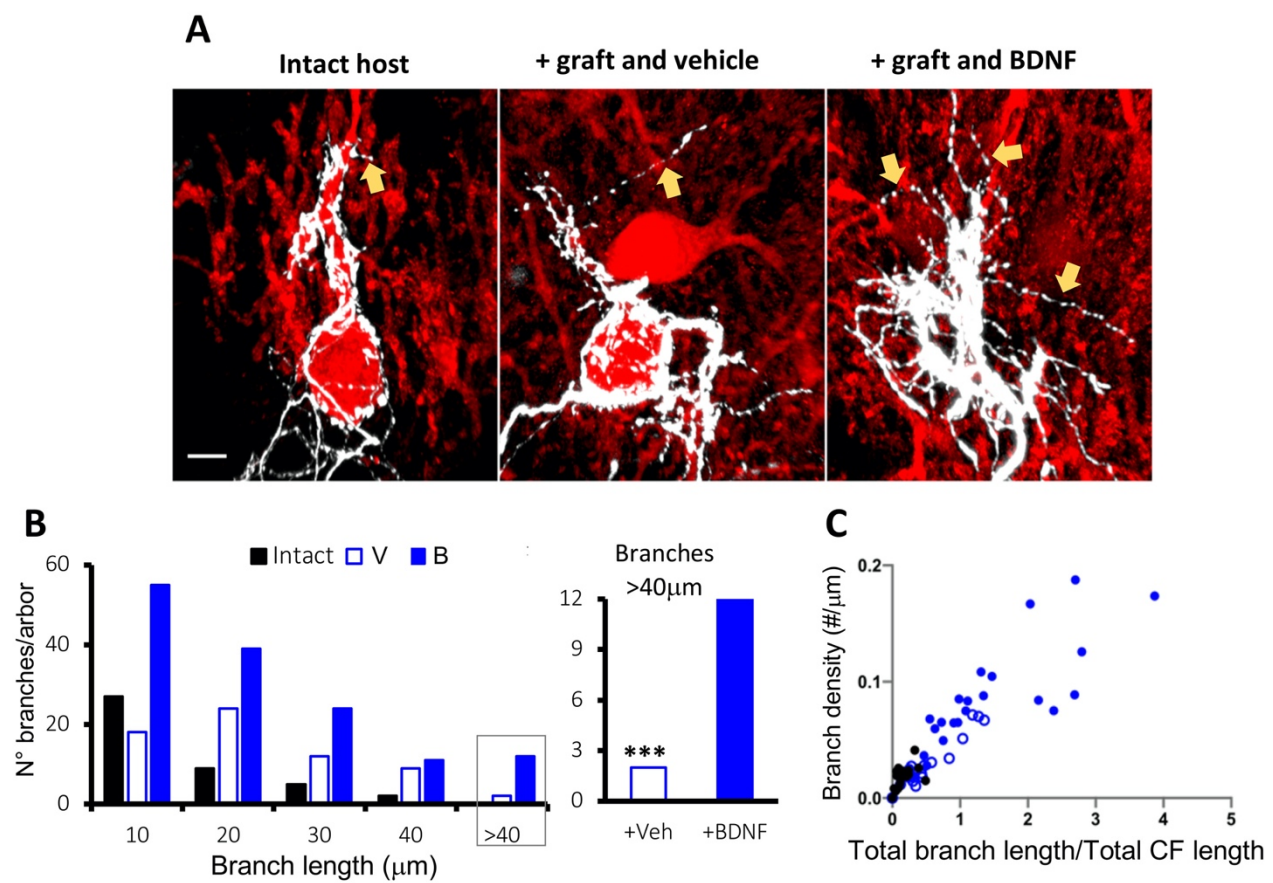 A
Intact host
+ graft and vehicle
+ graft and BDNF
B
Intact V B
N° branches/arbor
60
40
20
0
10 20 30 40 >40
Branch length (μm)
Branches
>40μm
12
9
6
3
0
***
+Veh +BDNF
C
Branch density (#/μm)
0.2
0.1
0.0
0 1 2 3 4 5
Total branch length/Total CF length